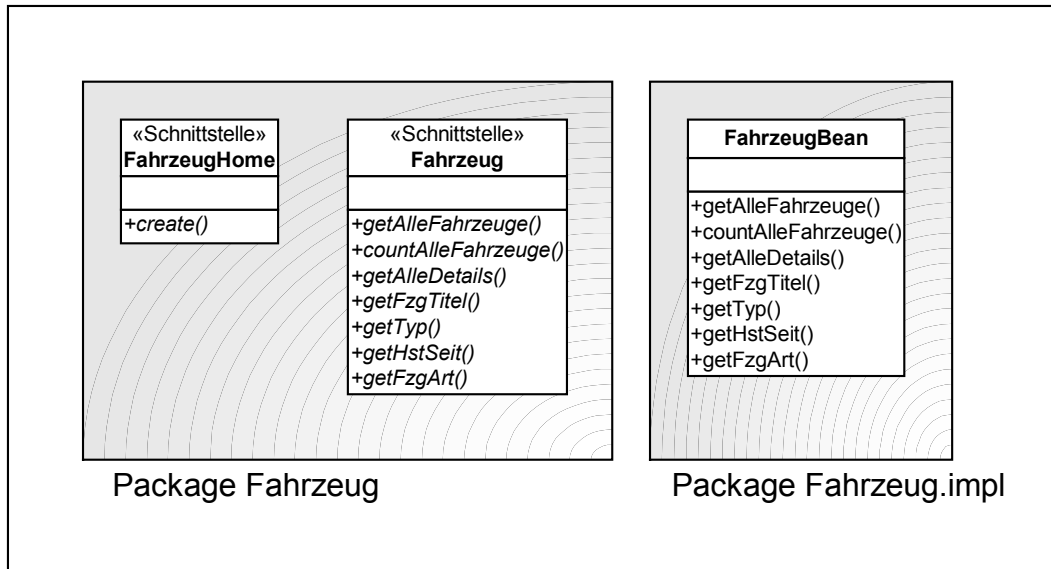 «Schnittstelle»
FahrzeugHome
+create()
«Schnittstelle»
Fahrzeug
+getAlleFahrzeuge()
+countAlleFahrzeuge()
+getAlleDetails()
+getFzgTitel()
+getTyp()
+getHstSeit()
+getFzgArt()
Package Fahrzeug
FahrzeugBean
+getAlleFahrzeuge()
+countAlleFahrzeuge()
+getAlleDetails()
+getFzgTitel()
+getTyp()
+getHstSeit()
+getFzgArt()
Package Fahrzeug.impl